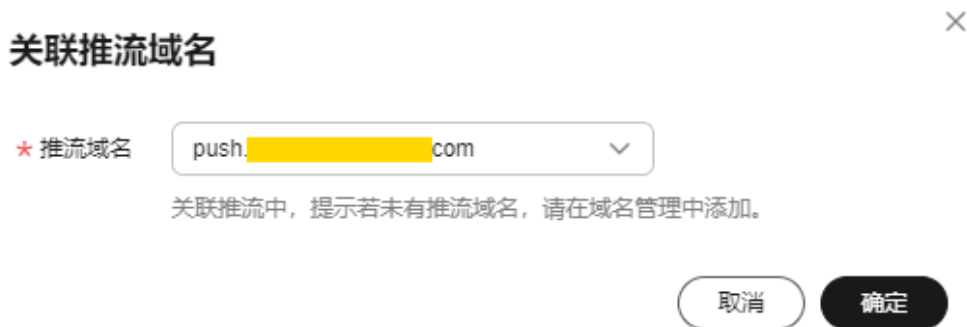 关联推流域名
* 推流域名 push. com
关联推流中，提示若未有推流域名，请在域名管理中添加。
取消 确定